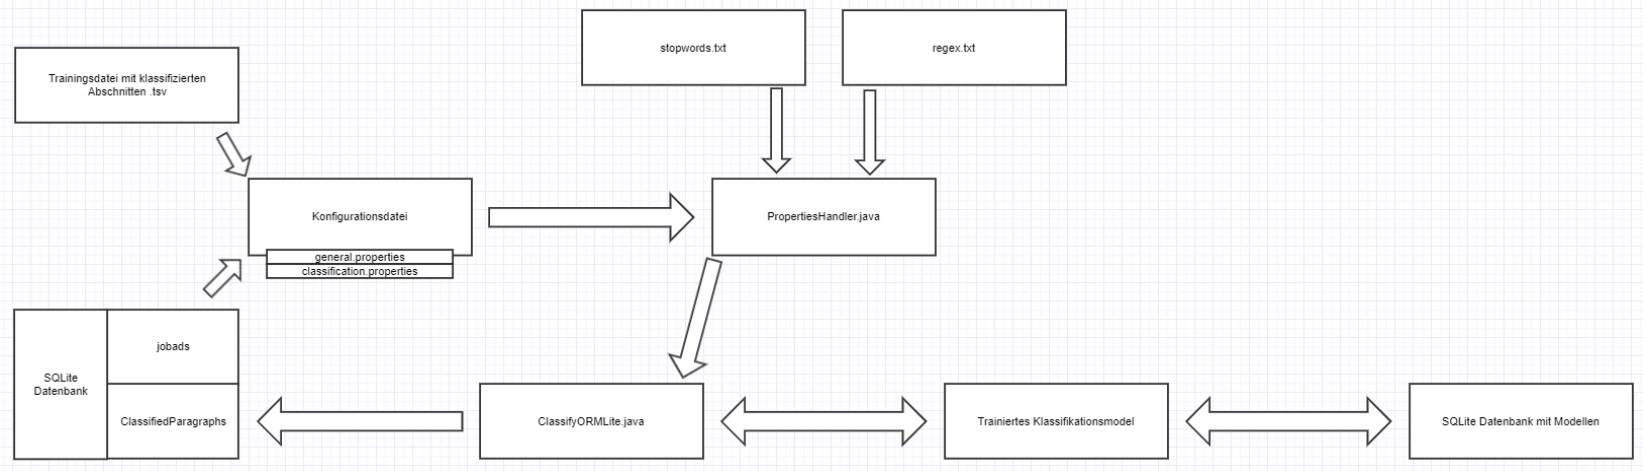 stopwords.txt
regex.txt
Trainingsdatei mit klassifizierten
Abschnitten .tsv
Konfigurationsdatei
general.properties
classification.properties
PropertiesHandler.java
SQLite
Datenbank
jobads
ClassifiedParagraphs
ClassifyORMLite.java
Trainiertes Klassifikationsmodel
SQLite Datenbank mit Modellen